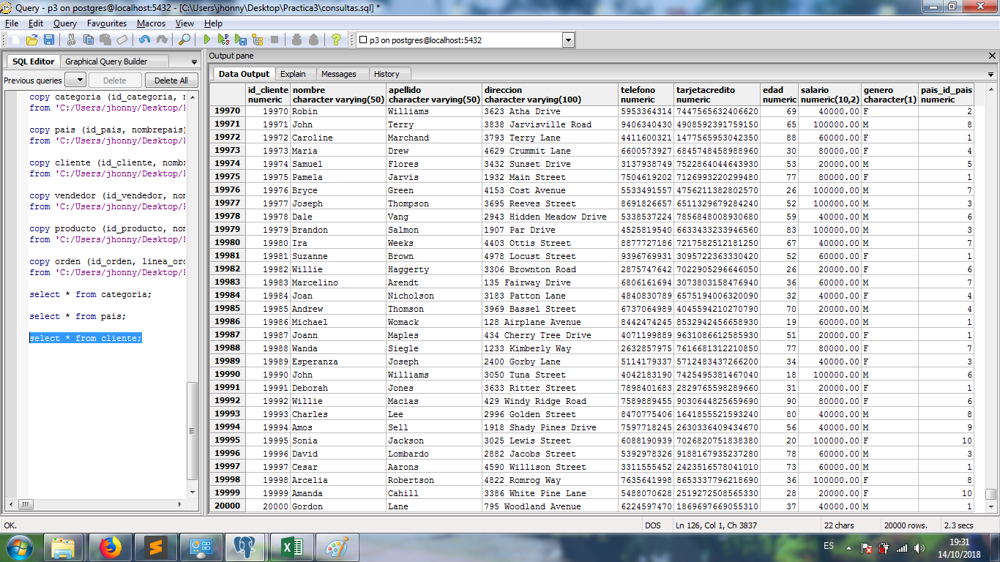 Query - p3 on postgres@localhost:5432 - [C:\Users\jhonny\Desktop\Practica3\consultas.sql] *
File Edit Query Favourites Macros View Help
p3 on postgres@localhost:5432
SQL Editor Graphical Query Builder
Previous queries Delete Delete All
copy categoria (id_categoria, n
from 'C:/Users/jhonny/Desktop/P
copy pais (id_pais, nombrepais)
from 'C:/Users/jhonny/Desktop/P
copy cliente (id_cliente, nombr
from 'C:/Users/jhonny/Desktop/P
copy vendedor (id_vendedor, nom
from 'C:/Users/jhonny/Desktop/P
copy producto (id_producto, nom
from 'C:/Users/jhonny/Desktop/P
copy orden (id_orden, linea_ord
from 'C:/Users/jhonny/Desktop/P
select * from categoria;
select * from pais;
select * from cliente;
Output pane
Data Output Explain Messages History
id_cliente nombre apellido direccion telefono tarjetacredito edad salario genero pais_id_pais
numeric character varying(50) character varying(50) character varying(100) numeric numeric numeric numeric(10,2) character(1) numeric
19970 19970 Robin Williams 3623 Atha Drive 5953364314 7447565632406620 69 40000.00 F 2
19971 19971 John Terry 3838 Jarvisville Road 9406340430 4908592391759150 65 100000.00 M 8
19972 19972 Caroline Marchand 3793 Terry Lane 4411600321 1477565953042350 88 60000.00 F 1
19973 19973 Maria Drew 4629 Crummit Lane 6600573927 6845748458988960 30 80000.00 F 4
19974 19974 Samuel Flores 3432 Sunset Drive 3137938749 7522864044643930 53 20000.00 M 5
19975 19975 Pamela Jarvis 1932 Main Street 7504619202 7126993220299480 77 80000.00 F 1
19976 19976 Bryce Green 4153 Cost Avenue 5533491557 4756211382802570 26 100000.00 M 7
19977 19977 Joseph Thompson 3695 Reeves Street 8691826657 6511329679284240 52 100000.00 M 3
19978 19978 Dale Vang 2943 Hidden Meadow Drive 5338537224 7856848008930680 59 40000.00 M 6
19979 19979 Brandon Salmon 1907 Par Drive 4525819540 6633433233946560 83 100000.00 M 3
19980 19980 Ira Weeks 4403 Ottis Street 8877727186 7217582512181250 67 40000.00 M 7
19981 19981 Suzanne Brown 4978 Locust Street 9396769931 3095722363330420 52 60000.00 F 1
19982 19982 Willie Haggerty 3306 Brownton Road 2875747642 7022905296646050 26 20000.00 F 6
19983 19983 Marcelino Arendt 135 Fairway Drive 6806161694 3073803158476940 36 60000.00 M 7
19984 19984 Joan Nicholson 3183 Patton Lane 4840830789 6575194006320090 32 40000.00 F 4
19985 19985 Andrew Thomson 3969 Bassel Street 6737064989 4045594210270790 70 20000.00 M 4
19986 19986 Michael Womack 128 Airplane Avenue 8442474245 8532942456658930 19 60000.00 M 1
19987 19987 Joann Maples 434 Cherry Tree Drive 4071199889 9631086612585930 51 20000.00 F 1
19988 19988 Wanda Siegle 1233 Kimberly Way 2632857975 7616681312210850 77 80000.00 F 7
19989 19989 Esperanza Joseph 2400 Gorby Lane 5114179337 5712483437266200 34 40000.00 F 3
19990 19990 John Williams 3050 Tuna Street 4042183190 7425495381467040 18 100000.00 M 6
19991 19991 Deborah Jones 3633 Ritter Street 7898401683 2829765598289660 31 20000.00 F 1
19992 19992 Willie Macias 429 Windy Ridge Road 7589889455 9030644825659690 90 80000.00 F 6
19993 19993 Charles Lee 2996 Golden Street 8470775406 1641855521593240 80 40000.00 M 8
19994 19994 Amos Sell 1918 Shady Pines Drive 7597718245 2630336409434670 56 40000.00 M 9
19995 19995 Sonia Jackson 3025 Lewis Street 6088190939 7026820751838380 20 100000.00 F 10
19996 19996 David Lombardo 2882 Jacobs Street 5392978326 9188167935237280 78 60000.00 M 3
19997 19997 Cesar Aarons 4590 Willison Street 3311555452 2423516578041010 73 60000.00 M 1
19998 19998 Arcelia Robertson 4822 Romrog Way 7635641998 8653337796218690 36 100000.00 F 8
19999 19999 Amanda Cahill 3386 White Pine Lane 5488070628 2519272508565330 28 20000.00 F 10
20000 20000 Gordon Lane 795 Woodland Avenue 6224597470 1869697669055310 37 40000.00 M 1
OK. DOS Ln 126, Col 1, Ch 3837 22 chars 20000 rows. 2.3 secs
ES 19:31
14/10/2018